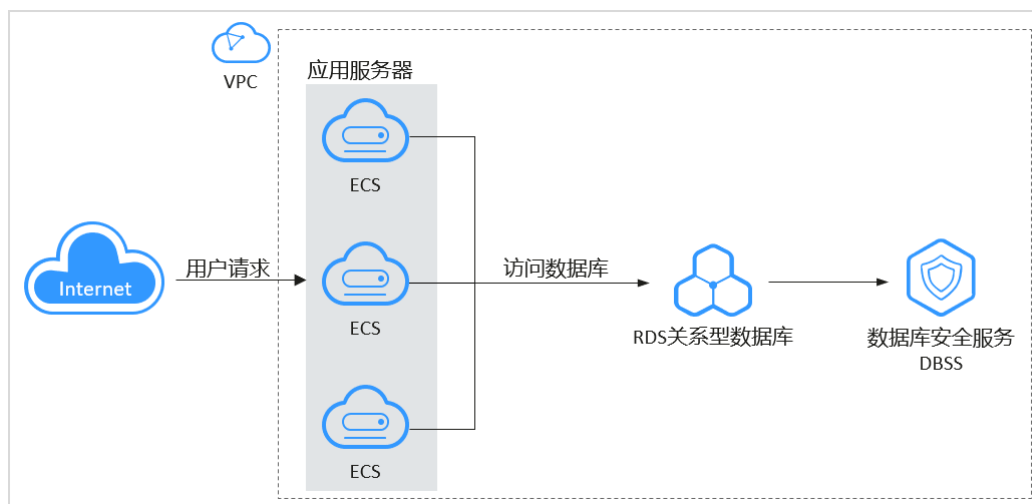 VPC
应用服务器
ECS
Internet
用户请求
ECS
访问数据库
RDS关系型数据库
数据库安全服务
DBSS
ECS